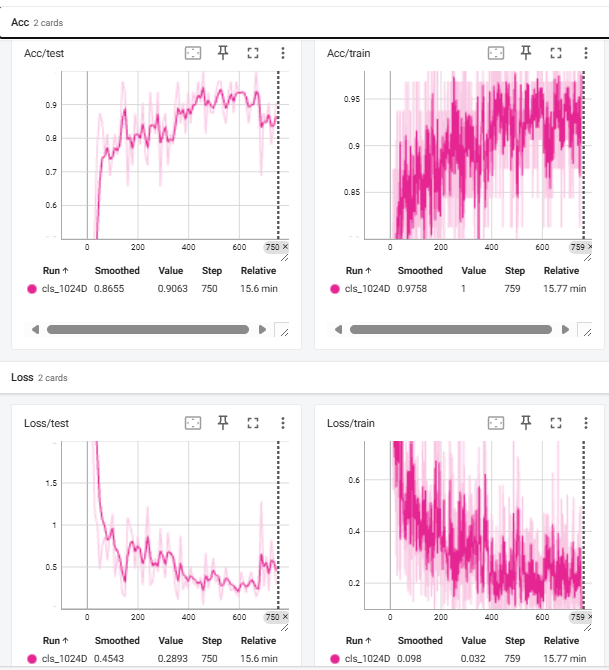 Acc 2 cards
Acc/test
0.9
0.8
0.7
0.6
0 200 400 600 750 ×
Run ↑ Smoothed Value Step Relative
cls_1024D 0.8655 0.9063 750 15.6 min
Acc/train
0.95
0.9
0.85
0 200 400 600 759 ×
Run ↑ Smoothed Value Step Relative
cls_1024D 0.9758 1 759 15.77 min
Loss 2 cards
Loss/test
1.5
1
0.5
0 200 400 600 750 ×
Run ↑ Smoothed Value Step Relative
cls_1024D 0.4543 0.2893 750 15.6 min
Loss/train
0.6
0.4
0.2
0 200 400 600 759 ×
Run ↑ Smoothed Value Step Relative
cls_1024D 0.098 0.032 759 15.77 min